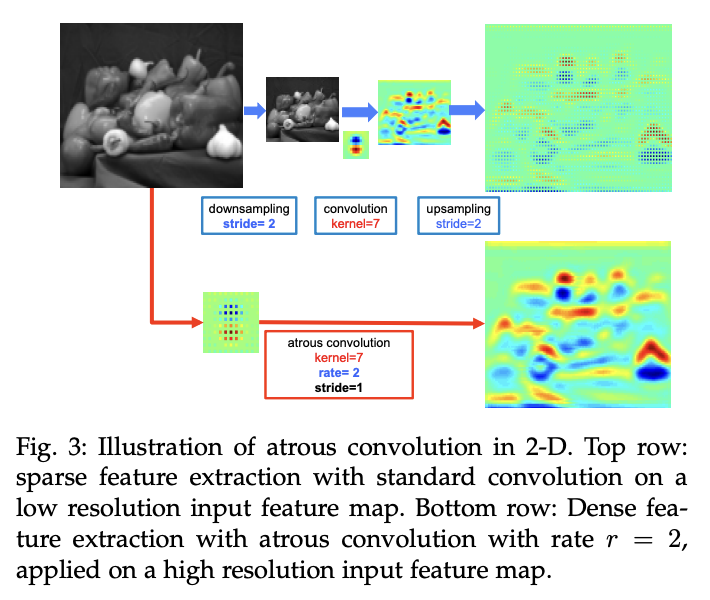 downsampling
stride= 2
convolution
kernel=7
upsampling
stride=2
atrous convolution
kernel=7
rate= 2
stride=1
Fig. 3: Illustration of atrous convolution in 2-D. Top row:
sparse feature extraction with standard convolution on a
low resolution input feature map. Bottom row: Dense fea-
ture extraction with atrous convolution with rate r = 2,
applied on a high resolution input feature map.